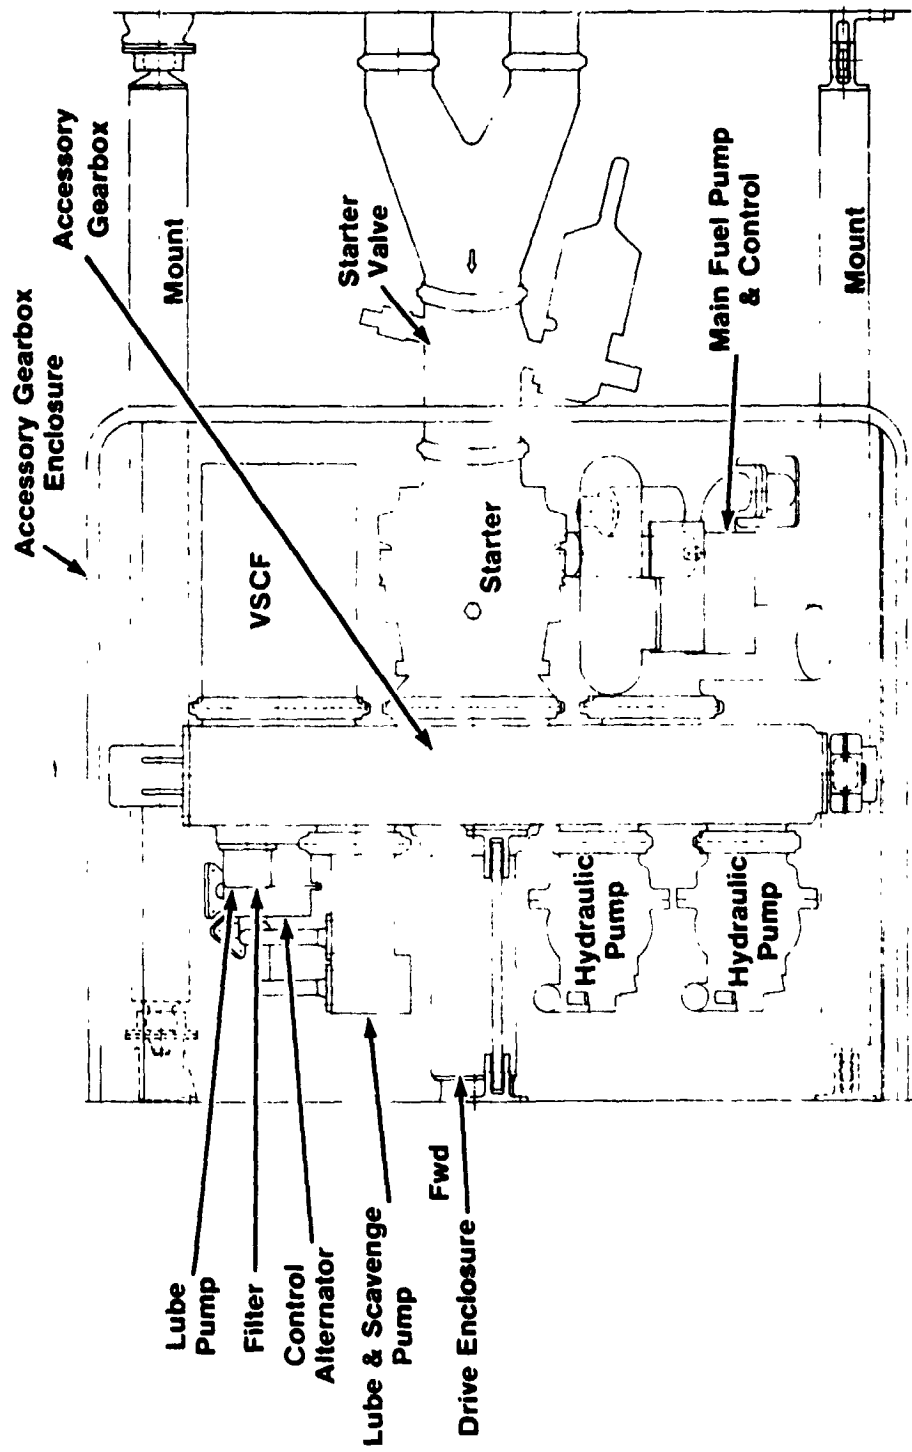 Accessory Gearbox
Enclosure
Accessory
Gearbox
Mount
Starter
Valve
VSCF
Starter
Main Fuel Pump
& Control
Mount
Lube
Pump
Filter
Control
Alternator
Lube & Scavenge
Pump
Fwd
Drive Enclosure
Hydraulic
Pump
Hydraulic
Pump